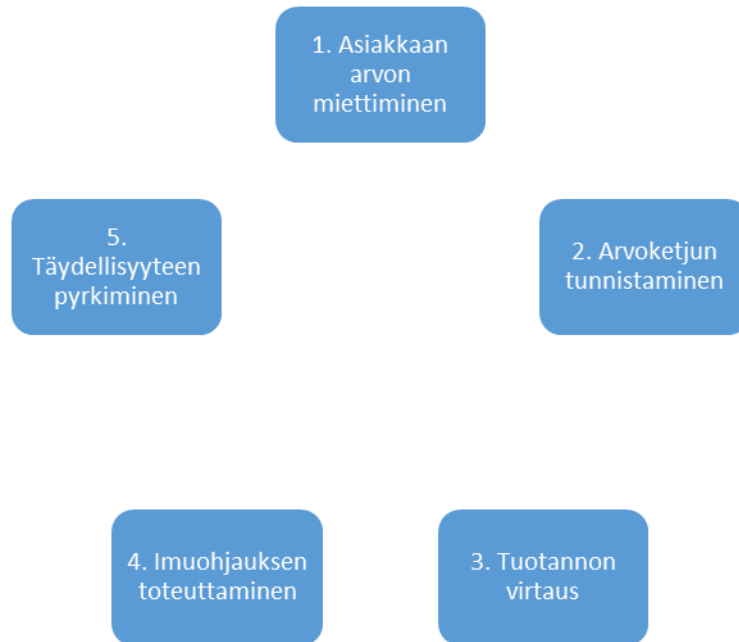 1. Asiakkaan
arvon
miettiminen
2. Arvoketjun
tunnistaminen
3. Tuotannon
virtaus
4. Imuohjauksen
toteuttaminen
5.
Täydellisyyteen
pyrkiminen